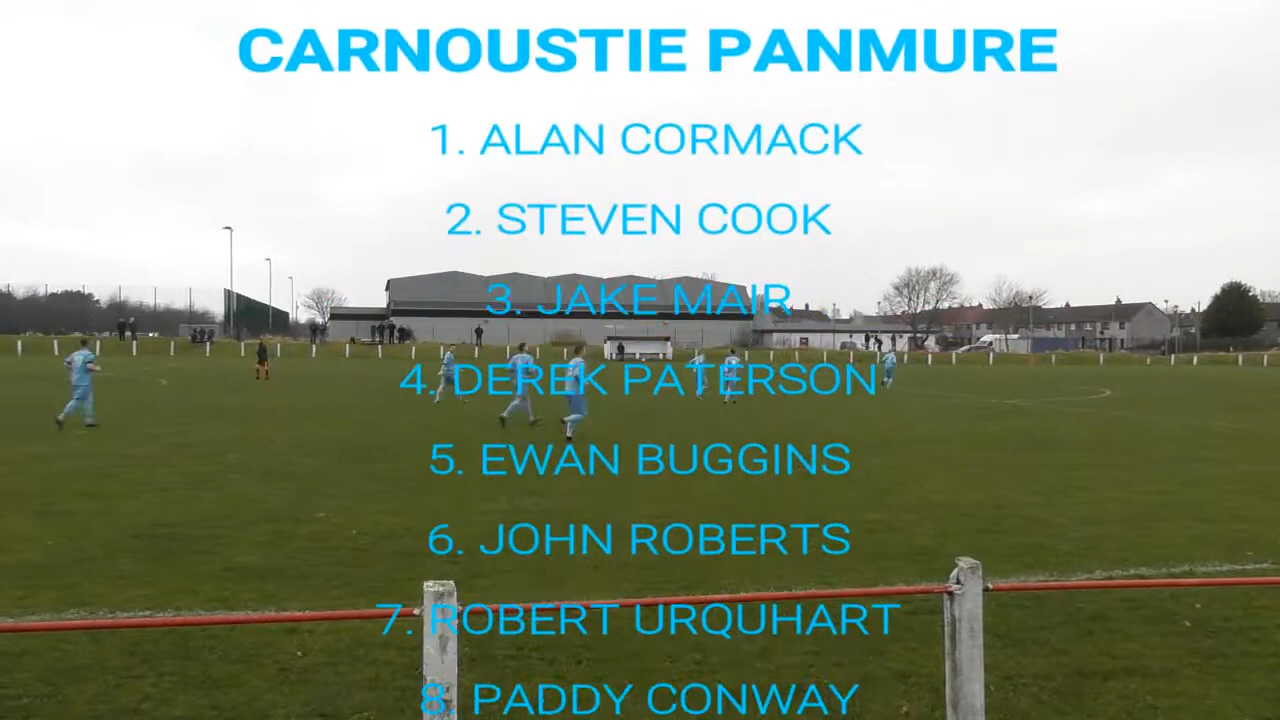 CARNOUSTIE PANMURE
1. ALAN CORMACK
2. STEVEN COOK
3. JAKE MAIR
4. DEREK PATERSON
5. EWAN BUGGINS
6. JOHN ROBERTS
7. ROBERT URQUHART
8. PADDY CONWAY